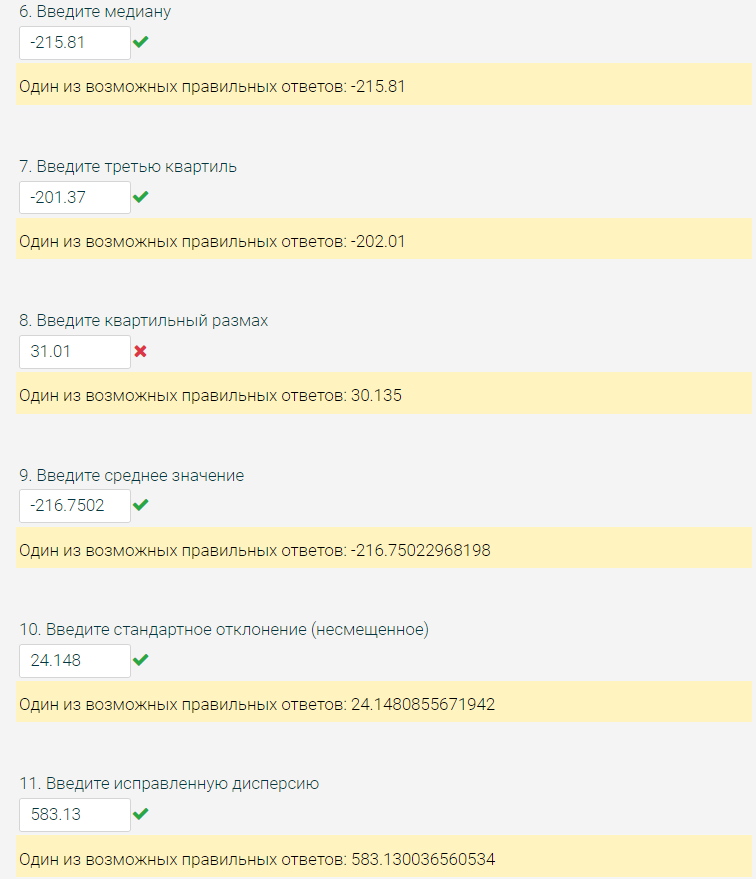 6. Введите медиану
-215.81
Один из возможных правильных ответов: -215.81
7. Введите третью квартиль
-201.37
Один из возможных правильных ответов: -202.01
8. Введите квартильный размах
31.01
Один из возможных правильных ответов: 30.135
9. Введите среднее значение
-216.7502
Один из возможных правильных ответов: -216.75022968198
10. Введите стандартное отклонение (несмещенное)
24.148
Один из возможных правильных ответов: 24.1480855671942
11. Введите исправленную дисперсию
583.13
Один из возможных правильных ответов: 583.130036560534